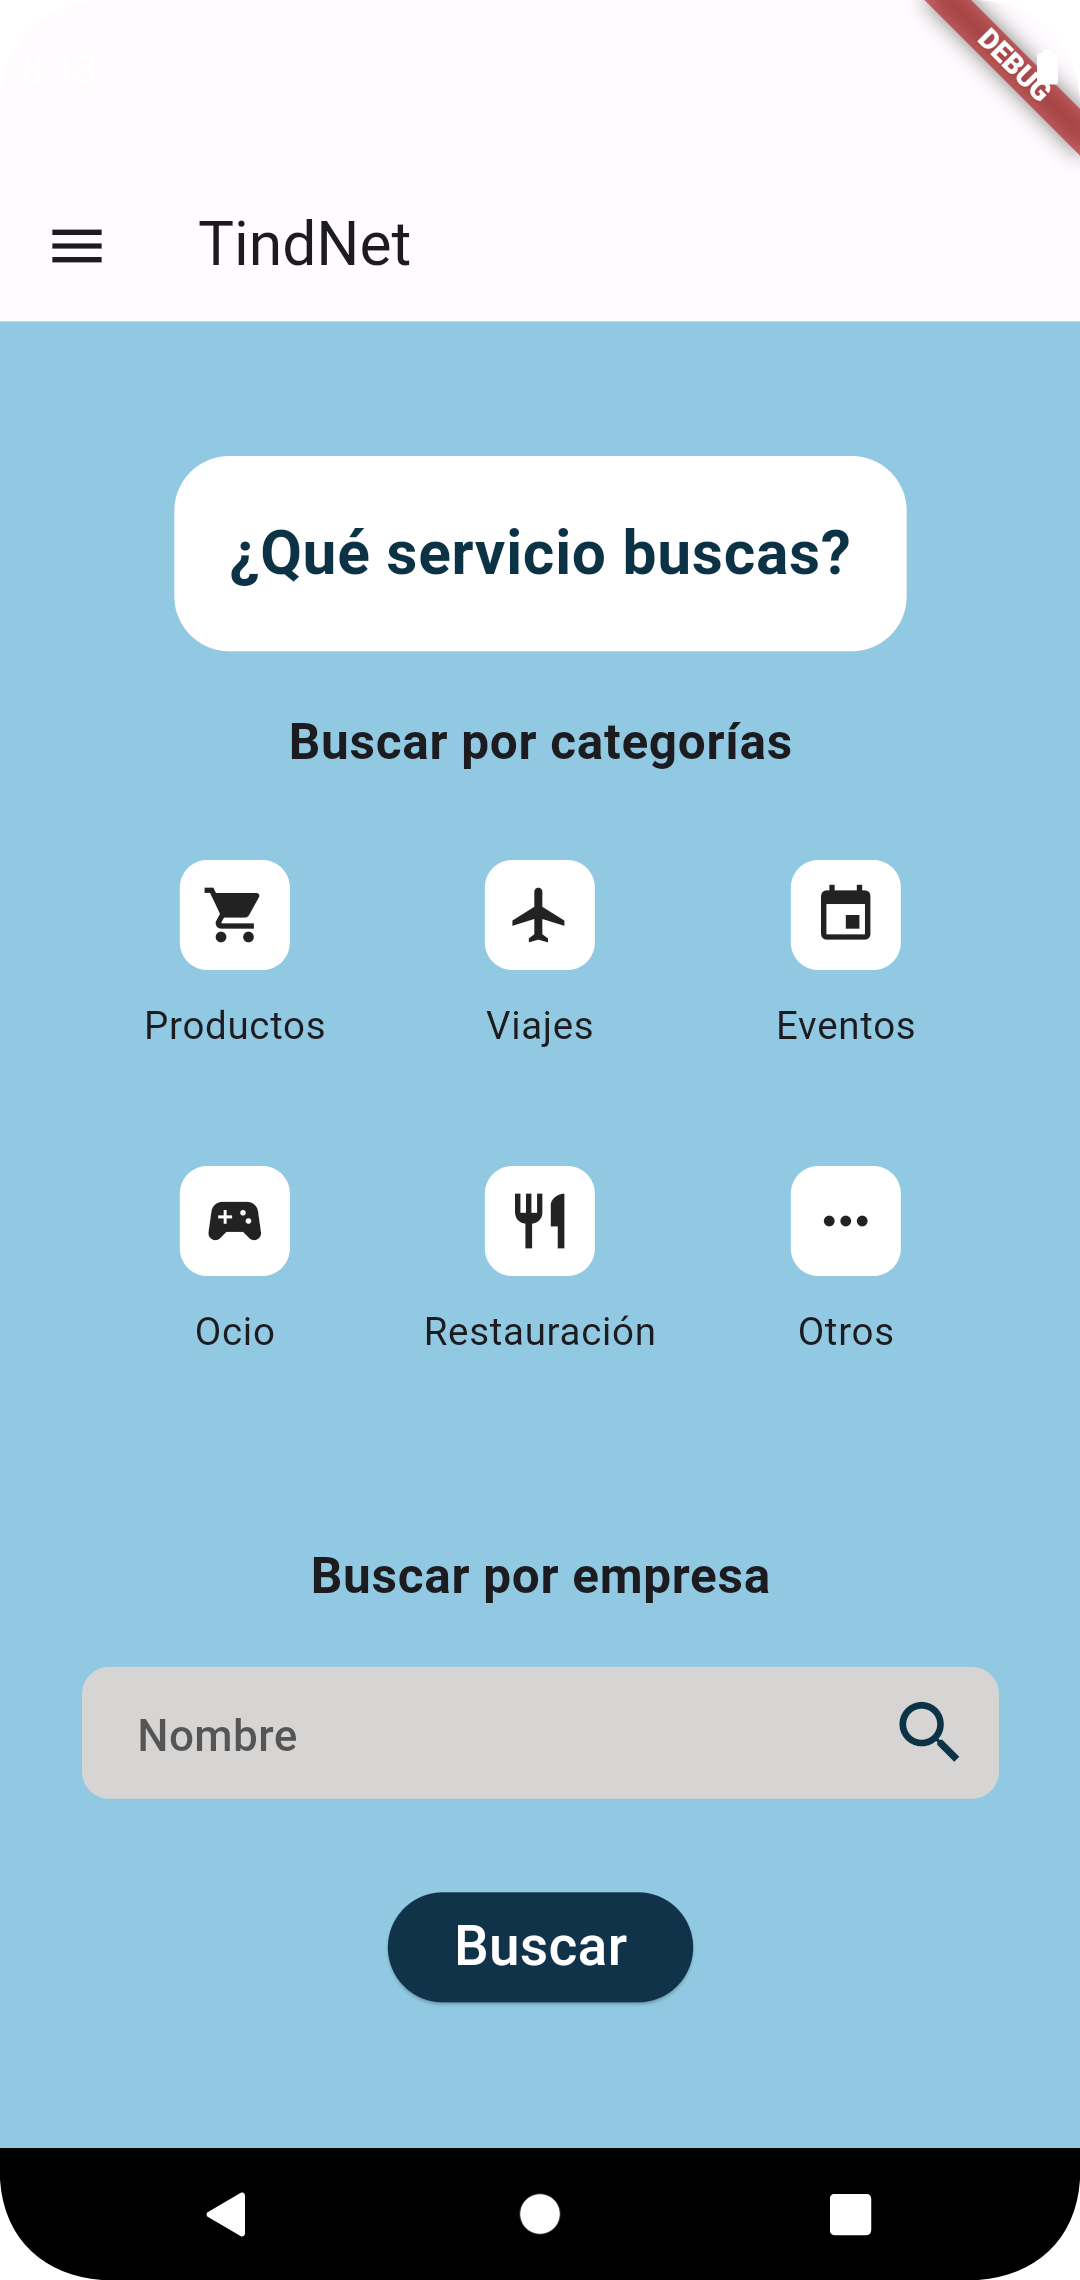 DEBUG
TindNet
¿Qué servicio buscas?
Buscar por categorías
Productos Viajes Eventos
Ocio Restauración Otros
Buscar por empresa
Nombre
Buscar